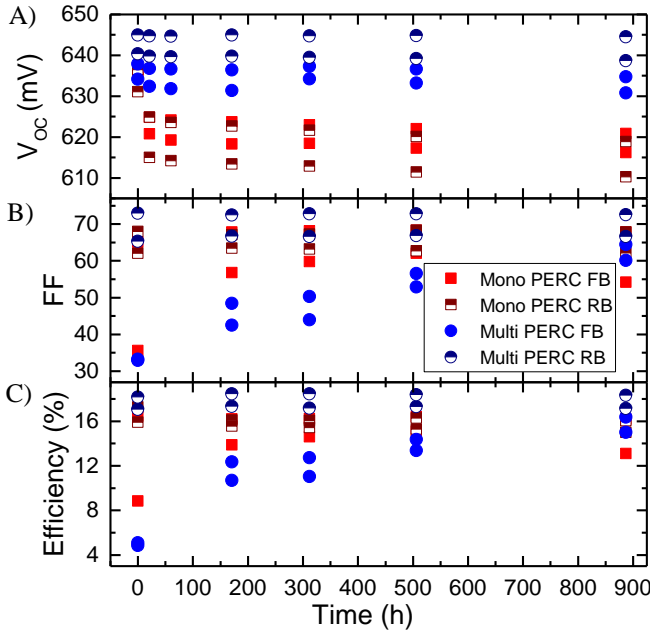 A)
650
640
630
620
610
V_OC (mV)
B)
70
60
50
40
30
FF
Mono PERC FB
Mono PERC RB
Multi PERC FB
Multi PERC RB
C)
16
12
8
4
Efficiency (%)
0 100 200 300 400 500 600 700 800 900
Time (h)